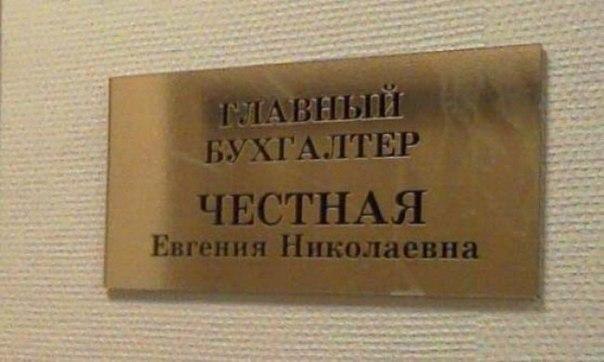 ГЛАВНЫЙ
БУХГАЛТЕР
ЧЕСТНАЯ
Евгения Николаевна